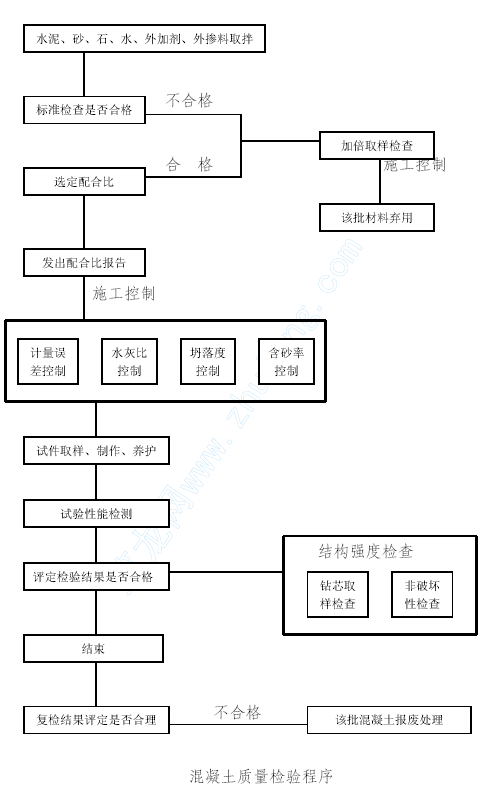 水泥、砂、石、水、外加剂、外掺料取拌
标准检查是否合格
不合格
加倍取样检查
合 格
施工控制
选定配合比
该批材料弃用
发出配合比报告
施工控制
计量误
差控制
水灰比
控制
坍落度
控制
含砂率
控制
试件取样、制作、养护
试验性能检测
结构强度检查
评定检验结果是否合格
钻芯取
样检查
非破坏
性检查
结束
复检结果评定是否合理
不合格
该批混凝土报废处理
混凝土质量检验程序